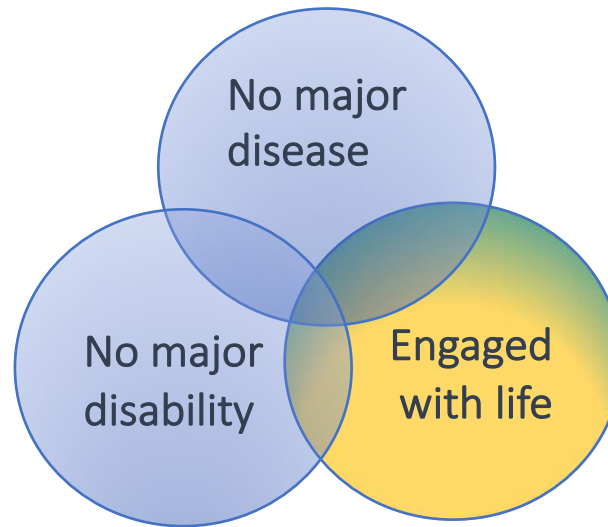 No major
disease
No major
disability
Engaged
with life